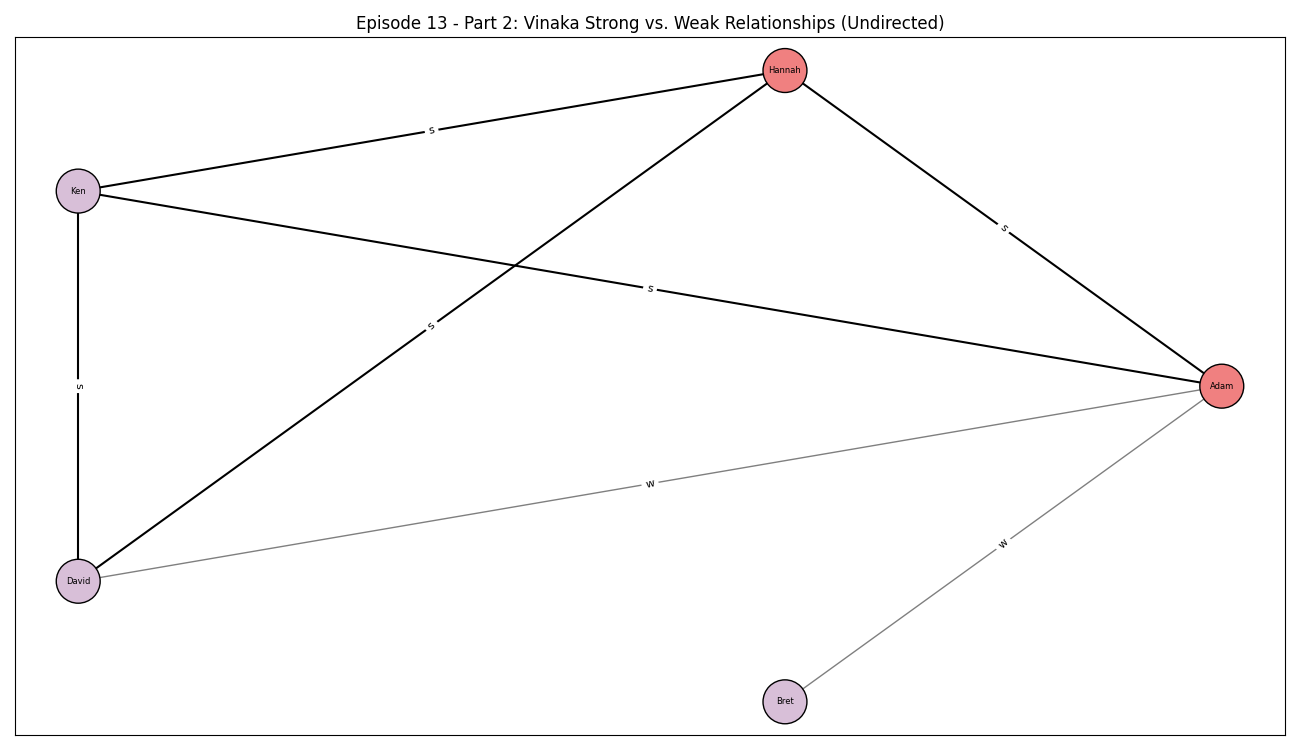 Episode 13 - Part 2: Vinaka Strong vs. Weak Relationships (Undirected)
Hannah
s
Ken
s
s
s
s
Adam
w
w
David
Bret